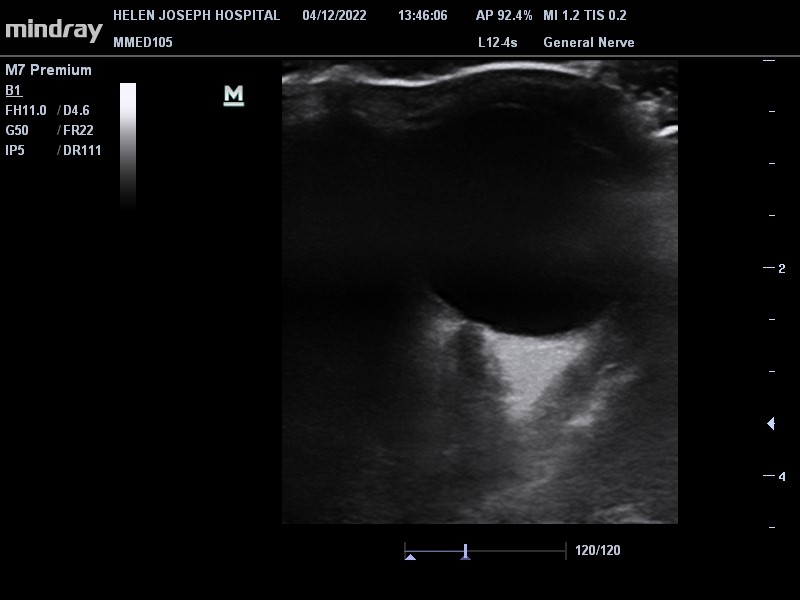 mindray HELEN JOSEPH HOSPITAL 04/12/2022 13:46:06 AP 92.4% MI 1.2 TIS 0.2
MMED105 L12-4s General Nerve
M7 Premium
B1
FH11.0 /D4.6
G50 /FR22
IP5 /DR111
M
2
4
120/120